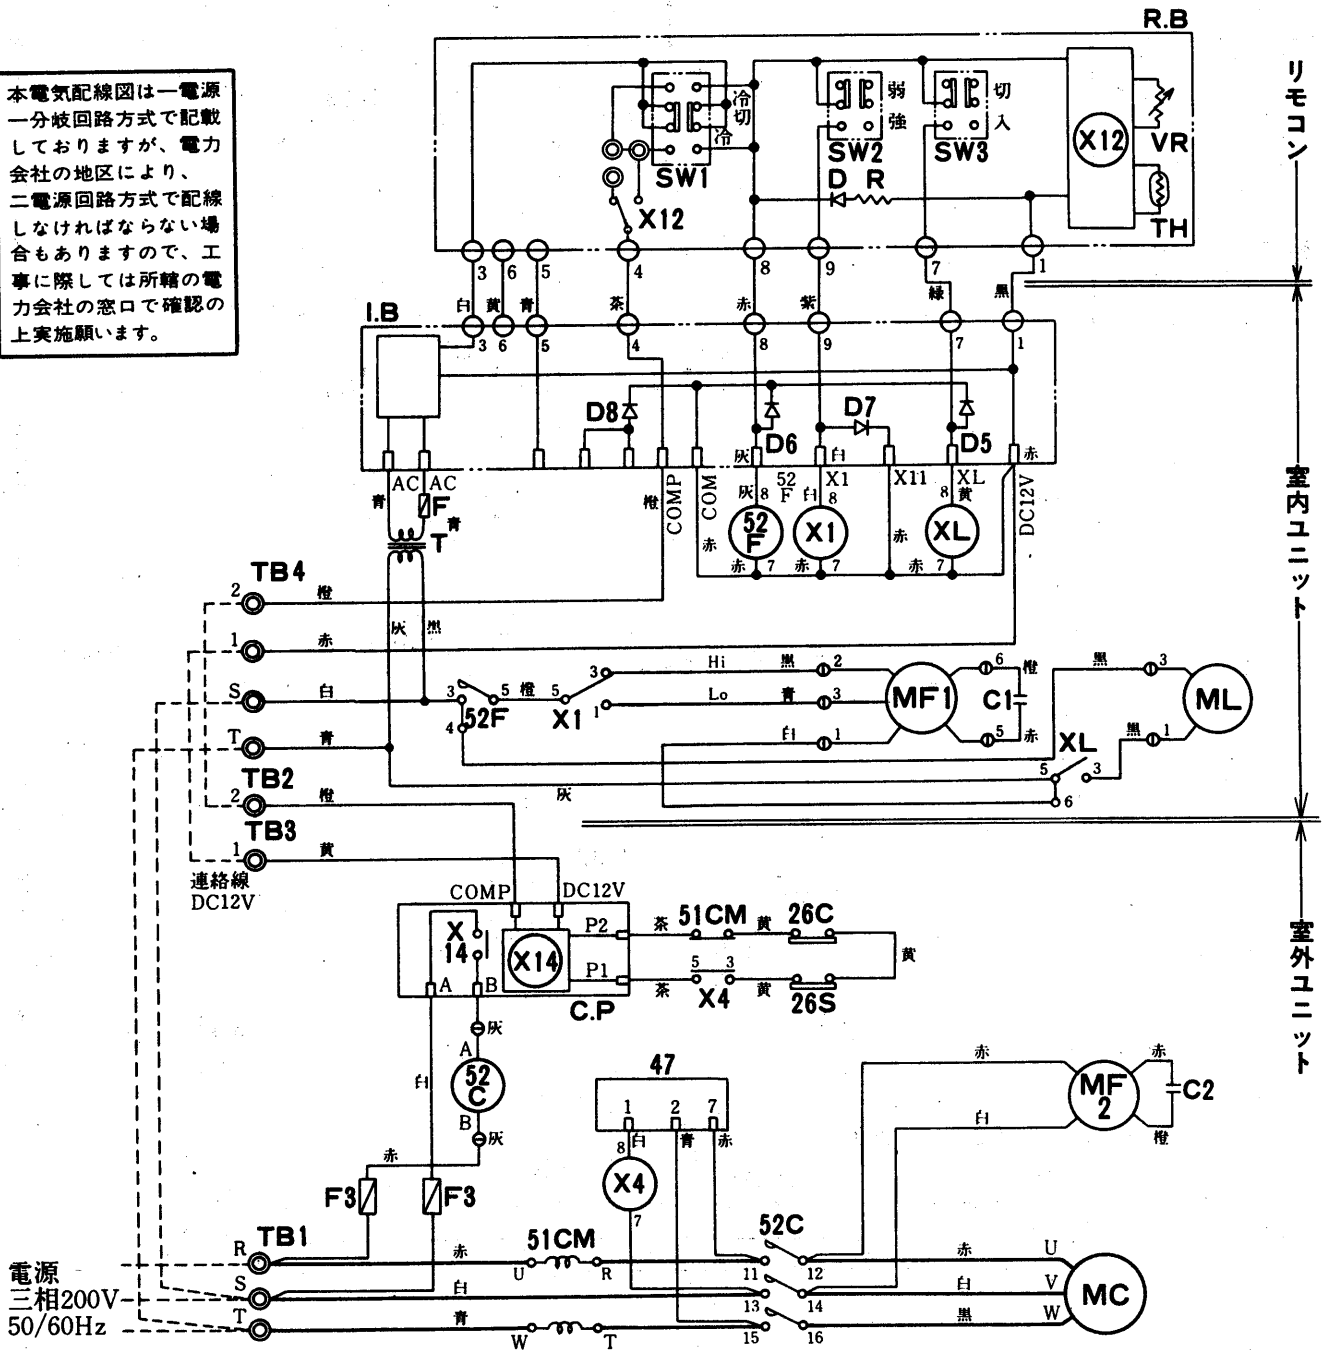 R.B
本電気配線図は一電源
一分岐回路方式で記載
しておりますが、電力
会社の地区により、
二電源回路方式で配線
しなければならない場
合もありますので、工
事に際しては所轄の電
力会社の窓口で確認の
上実施願います。
リモコン
冷
切
冷
SW1
弱
強
SW2
切
入
SW3
X12
VR
TH
D R
X12
3 6 5 4 8 9 7 1
白 黄 青 茶 赤 紫 緑 黒
I.B
3 6 5 4 8 9 7 1
D8
D6
D7
D5
灰 白 赤
AC AC
青
F
青
T
橙
COMP
COM
52
F
X1
X11
XL
DC12V
灰 8
白 8
8 黄
52
F
X1
XL
赤
赤
赤 7
赤 7
赤 7
室内ユニット
TB4
2 橙
灰 黒
1 赤
S 白
T 青
3 5 橙 5
52F
4
X1
3
1
Hi 黒 2
Lo 青 3
白 1
MF1
6 橙
C1
5 赤
黒 3
ML
黒 1
XL
5 3
6
灰
TB2
2 橙
TB3
1 黄
連絡線
DC12V
COMP DC12V
X
14
X14
P2
P1
A B
C.P
茶 51CM 黄 26C
黄
茶 5 3 黄
X4
26S
室外ユニット
灰
A
52
C
B
灰
白
赤
F3 F3
47
1 2 7
白 青 赤
8
X4
7
赤
白
MF
2
赤
C2
橙
TB1
電源
三相200V
50/60Hz
R 赤 51CM
U R
52C
11 12 赤 U
S 白 13 14 白 V
MC
T 青 W T 15 16 黒 W